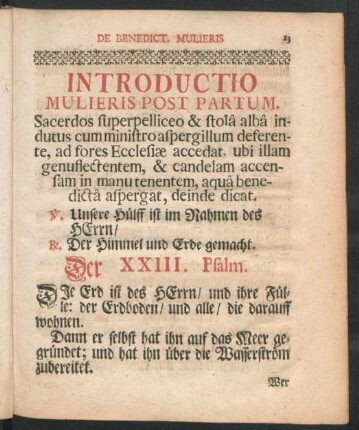 DE BENEDICT. MULIERIS 23
INTRODUCTIO
MULIERIS POST PARTUM.
Sacerdos superpelliceo & stolâ albâ in-
dutus cum ministro aspergillum deferen-
te, ad fores Ecclesiæ accedat, ubi illam
genuflectentem, & candelam accen-
sam in manu tenentem, aquâ bene-
dictâ aspergat, deinde dicat.
℣. Unsere Hülff ist im Nahmen des
HErrn/
℟. Der Himmel und Erde gemacht.
Der XXIII. Psalm.
DIe Erd ist des HErrn/ und ihre Fül-
le: der Erdboden/ und alle/ die darauff
wohnen.
Dann er selbst hat ihn auf das Meer ge-
gründet; und hat ihn über die Wasserström
zubereitet.
Wer